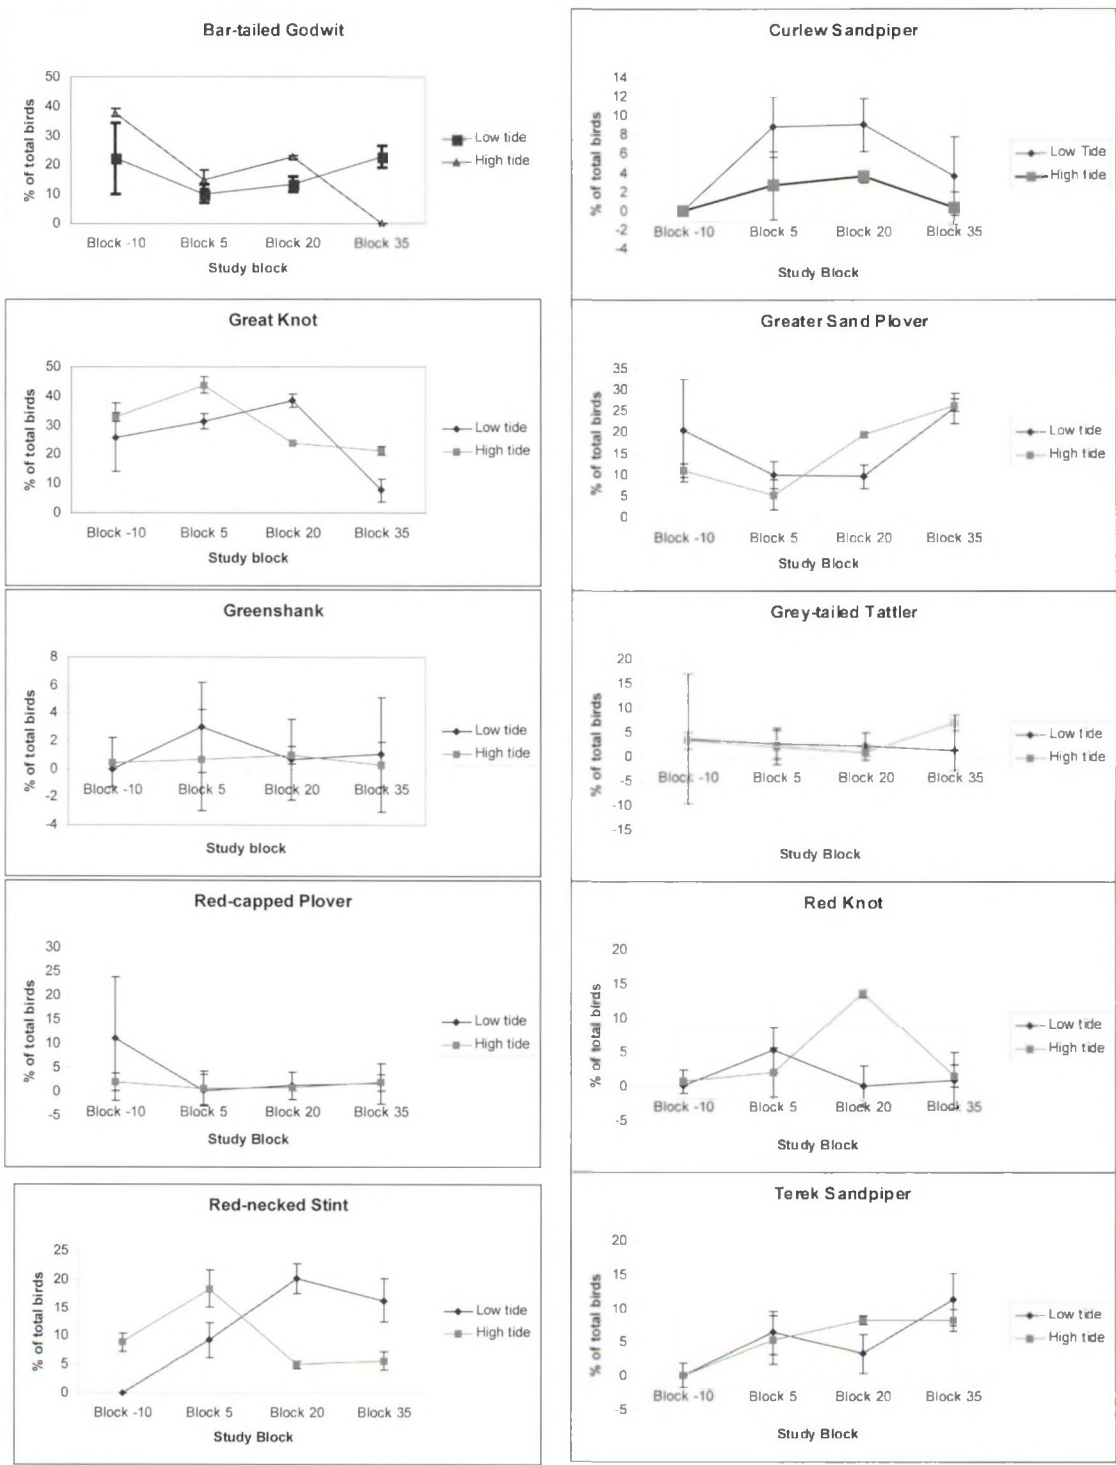 Bar-tailed Godwit
% of total birds
50
40
30
20
10
0
Block -10 Block 5 Block 20 Block 35
Study block
Low tide
High tide
Curlew Sandpiper
% of total birds
14
12
10
8
6
4
2
0
-2
-4
Block -10 Block 5 Block 20 Block 35
Study Block
Low Tide
High tide
Great Knot
% of total birds
50
40
30
20
10
0
Block -10 Block 5 Block 20 Block 35
Study block
Low tide
High tide
Greater Sand Plover
% of total birds
35
30
25
20
15
10
5
0
Block -10 Block 5 Block 20 Block 35
Study Block
Low tide
High tide
Greenshank
% of total birds
8
6
4
2
0
-2
-4
Block -10 Block 5 Block 20 Block 35
Study block
Low tide
High tide
Grey-tailed Tattler
% of total birds
20
15
10
5
0
-5
-10
-15
Block -10 Block 5 Block 20 Block 35
Study Block
Low tide
High tide
Red-capped Plover
% of total birds
30
25
20
15
10
5
0
-5
Block -10 Block 5 Block 20 Block 35
Study Block
Low tide
High tide
Red Knot
% of total birds
20
15
10
5
0
-5
Block -10 Block 5 Block 20 Block 35
Study Block
Low tide
High tide
Red-necked Stint
% of total birds
25
20
15
10
5
0
Block -10 Block 5 Block 20 Block 35
Study Block
Low tide
High tide
Terek Sandpiper
% of total birds
20
15
10
5
0
-5
Block -10 Block 5 Block 20 Block 35
Study Block
Low tide
High tide